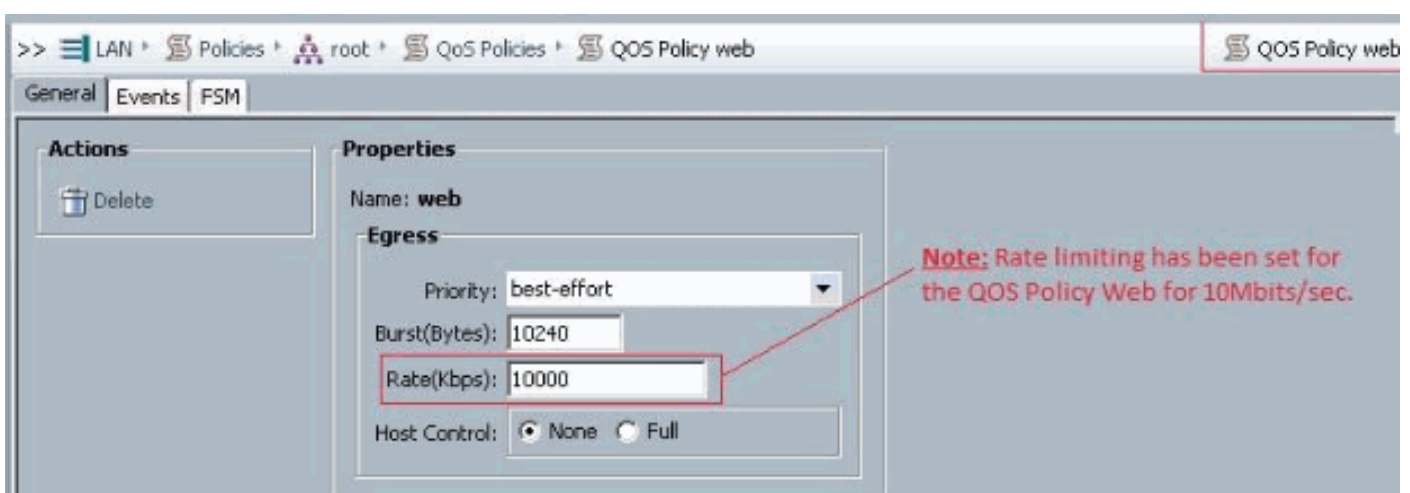 >> LAN Policies root QoS Policies QOS Policy web QOS Policy web
General Events FSM
Actions
Delete
Properties
Name: web
Egress
Priority: best-effort
Burst(Bytes): 10240
Rate(Kbps): 10000
Host Control: None Full
Note: Rate limiting has been set for
the QOS Policy Web for 10Mbits/sec.